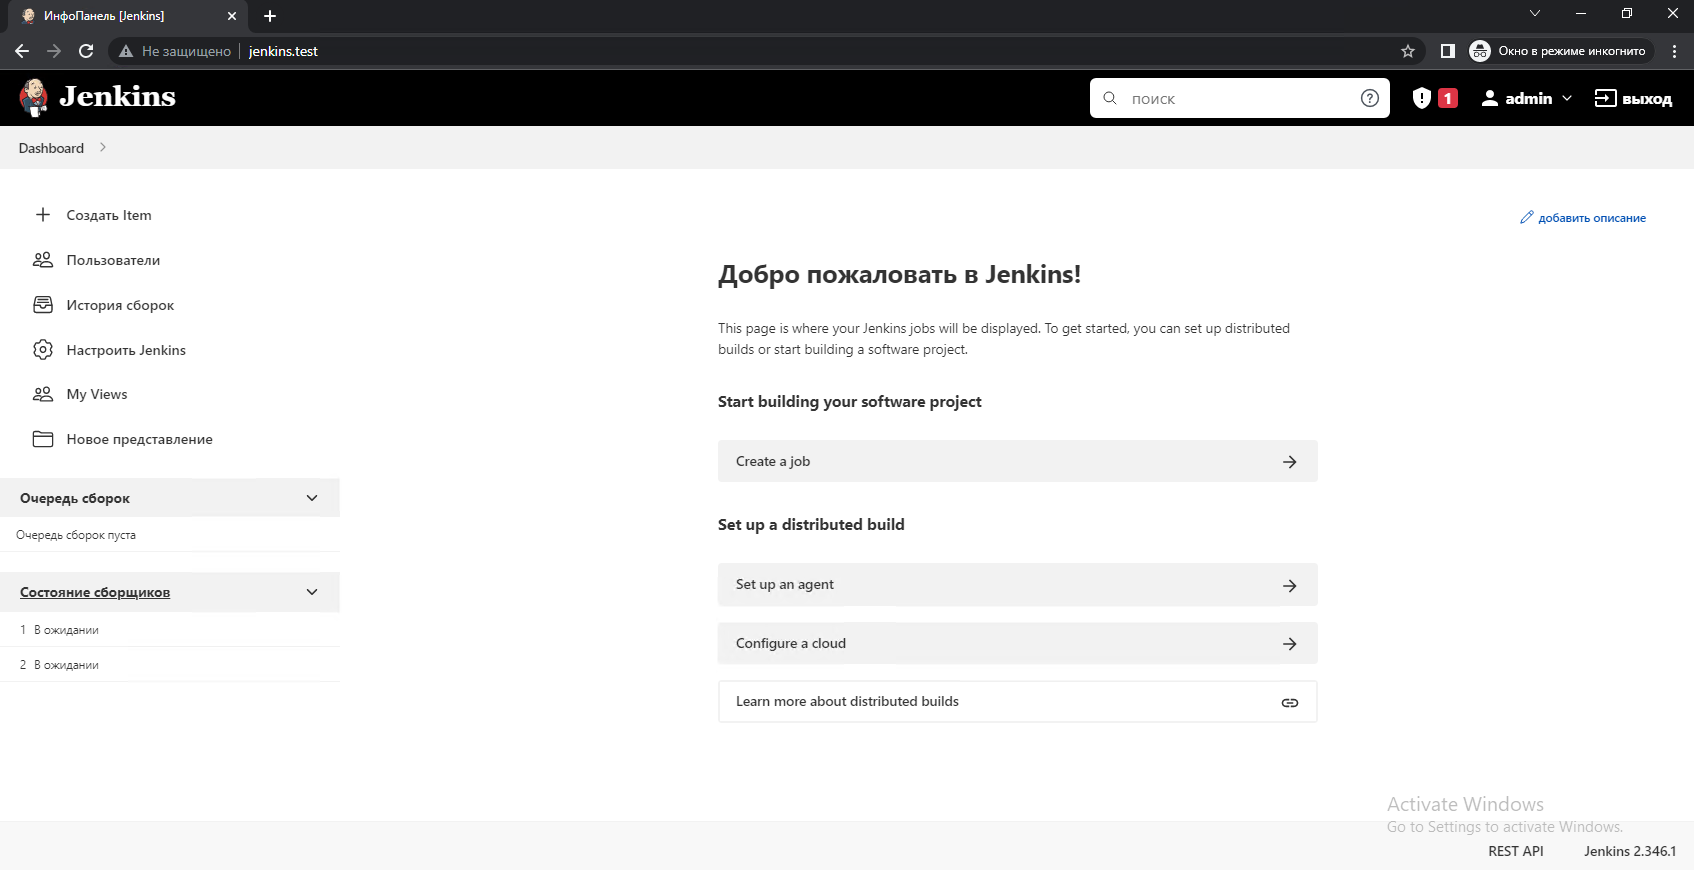 ИнфоПанель [Jenkins]
Не защищено
jenkins.test
Окно в режиме инкогнито
Jenkins
поиск
1
admin
выход
Dashboard
Создать Item
добавить описание
Пользователи
История сборок
Настроить Jenkins
My Views
Новое представление
Очередь сборок
Очередь сборок пуста
Состояние сборщиков
1 В ожидании
2 В ожидании
Добро пожаловать в Jenkins!
This page is where your Jenkins jobs will be displayed. To get started, you can set up distributed
builds or start building a software project.
Start building your software project
Create a job
Set up a distributed build
Set up an agent
Configure a cloud
Learn more about distributed builds
Activate Windows
Go to Settings to activate Windows.
REST API
Jenkins 2.346.1